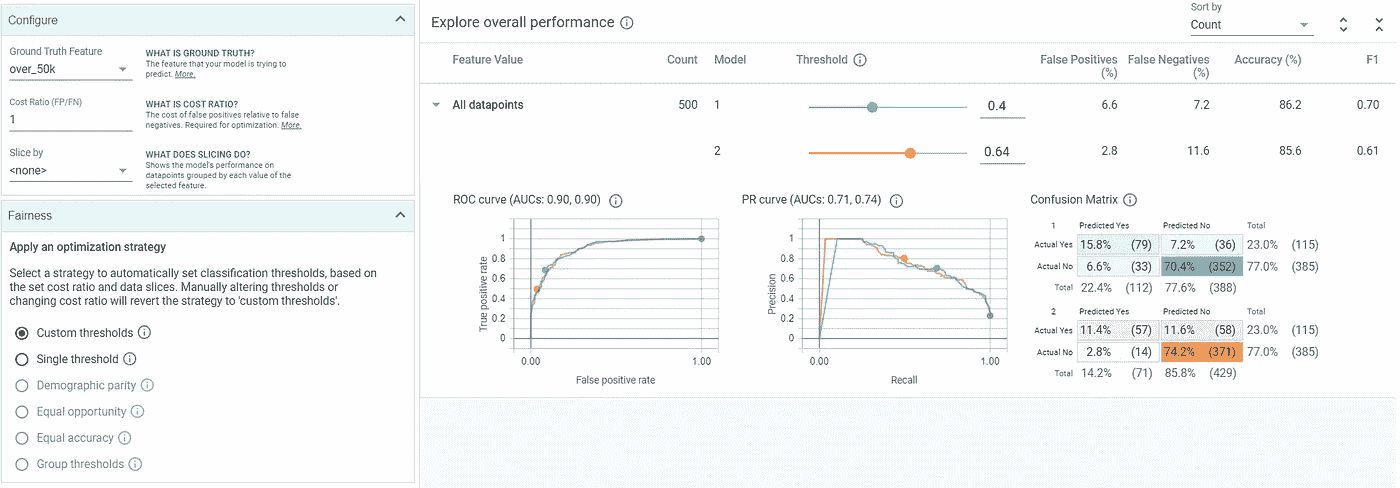 Configure
Ground Truth Feature
over_50k
WHAT IS GROUND TRUTH?
The feature that your model is trying to
predict. More.
Cost Ratio (FP/FN)
1
WHAT IS COST RATIO?
The cost of false positives relative to false
negatives. Required for optimization. More.
Slice by
<none>
WHAT DOES SLICING DO?
Shows the model's performance on
datapoints grouped by each value of the
selected feature.
Fairness
Apply an optimization strategy
Select a strategy to automatically set classification thresholds, based on
the set cost ratio and data slices. Manually altering thresholds or
changing cost ratio will revert the strategy to 'custom thresholds'.
Custom thresholds
Single threshold
Demographic parity
Equal opportunity
Equal accuracy
Group thresholds
Explore overall performance
Sort by
Count
Feature Value Count Model Threshold False Positives (%) False Negatives (%) Accuracy (%) F1
All datapoints 500 1 0.4 6.6 7.2 86.2 0.70
2 0.64 2.8 11.6 85.6 0.61
ROC curve (AUCs: 0.90, 0.90)
True positive rate
1
0.8
0.6
0.4
0.2
0
0.00 1.00
False positive rate
PR curve (AUCs: 0.71, 0.74)
Precision
1
0.8
0.6
0.4
0.2
0
0.00 1.00
Recall
Confusion Matrix
1 Predicted Yes Predicted No Total
Actual Yes 15.8% (79) 7.2% (36) 23.0% (115)
Actual No 6.6% (33) 70.4% (352) 77.0% (385)
Total 22.4% (112) 77.6% (388)
2 Predicted Yes Predicted No Total
Actual Yes 11.4% (57) 11.6% (58) 23.0% (115)
Actual No 2.8% (14) 74.2% (371) 77.0% (385)
Total 14.2% (71) 85.8% (429)